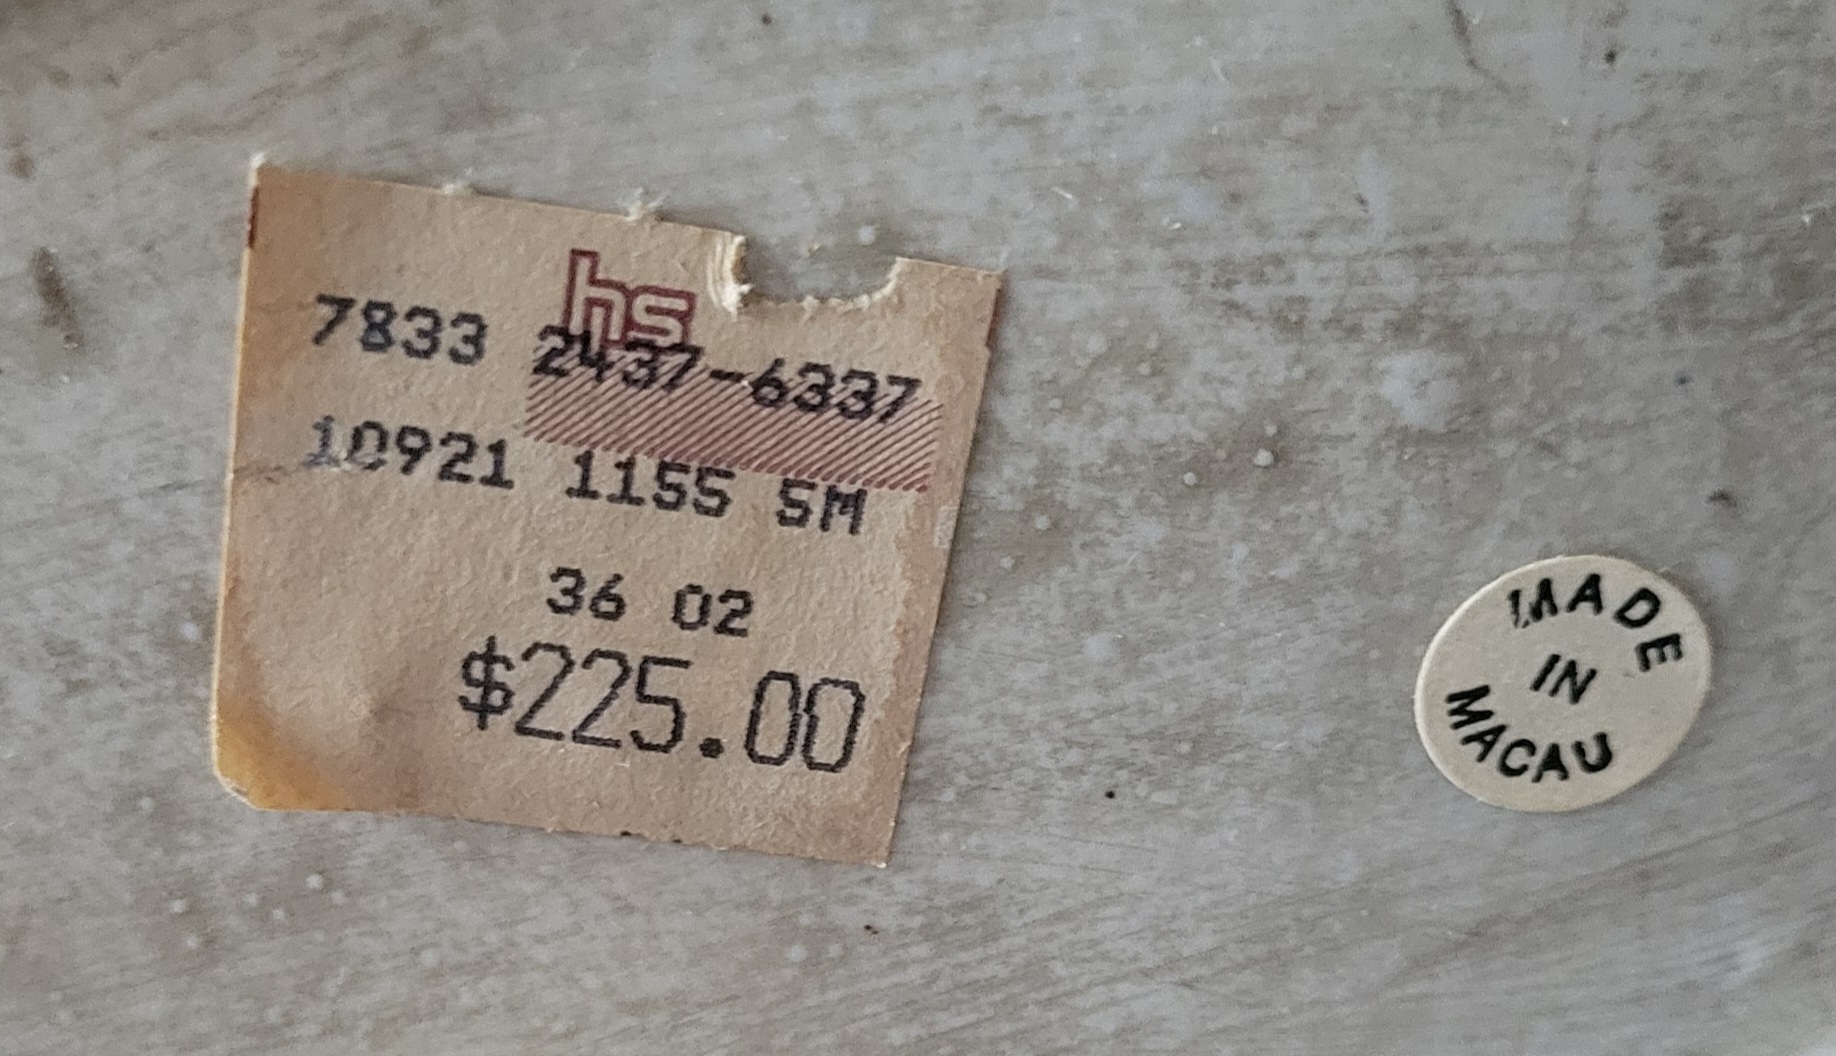 hs
7833 2437-6337
10921 1155 5M
36 02
$225.00
MADE
IN
MACAU